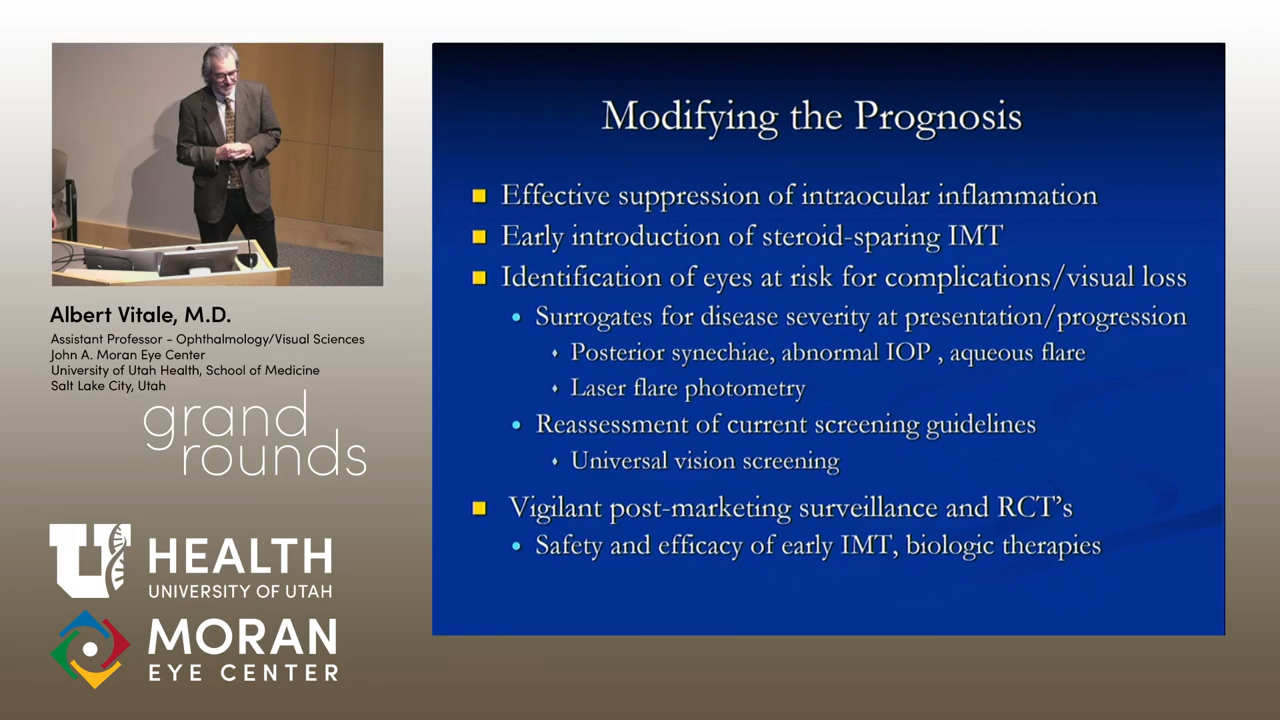 Albert Vitale, M.D.
Assistant Professor - Ophthalmology/Visual Sciences
John A. Moran Eye Center
University of Utah Health, School of Medicine
Salt Lake City, Utah
grand
rounds
U HEALTH
UNIVERSITY OF UTAH
MORAN
EYE CENTER
Modifying the Prognosis
Effective suppression of intraocular inflammation
Early introduction of steroid-sparing IMT
Identification of eyes at risk for complications/visual loss
Surrogates for disease severity at presentation/progression
Posterior synechiae, abnormal IOP , aqueous flare
Laser flare photometry
Reassessment of current screening guidelines
Universal vision screening
Vigilant post-marketing surveillance and RCT's
Safety and efficacy of early IMT, biologic therapies